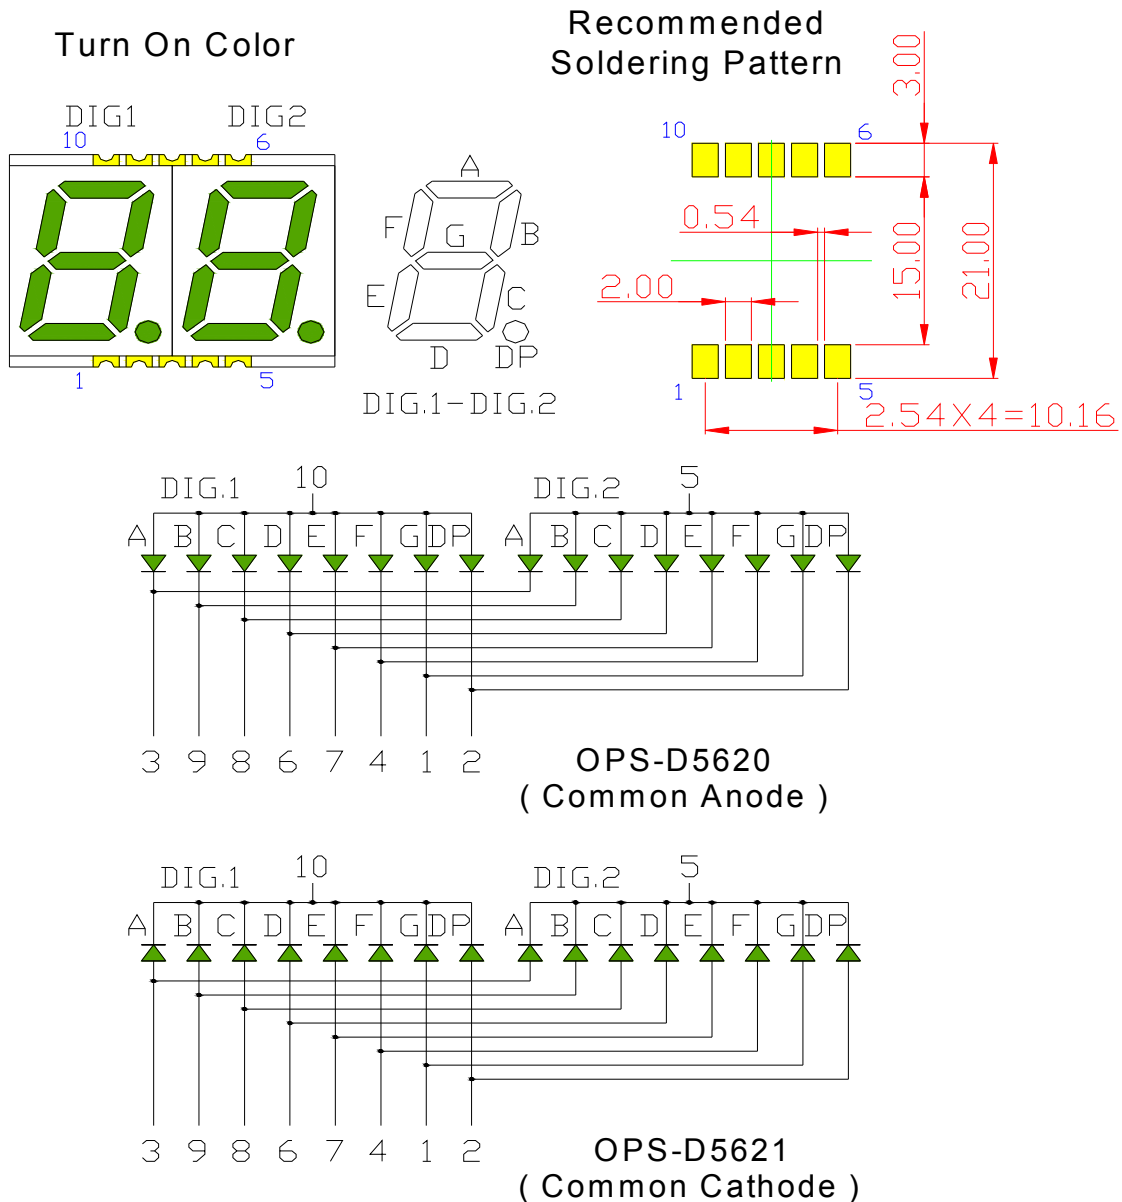 Turn On Color
Recommended
Soldering Pattern
DIG1 DIG2
10 6
1 5
A
F G B
E C
D DP
DIG.1-DIG.2
10 6
3.00
0.54
15.00
21.00
2.00
1 5
2.54X4=10.16
DIG.1 10 DIG.2 5
A B C D E F G DP A B C D E F G DP
3 9 8 6 7 4 1 2
OPS-D5620
( Common Anode )
DIG.1 10 DIG.2 5
A B C D E F G DP A B C D E F G DP
3 9 8 6 7 4 1 2
OPS-D5621
( Common Cathode )